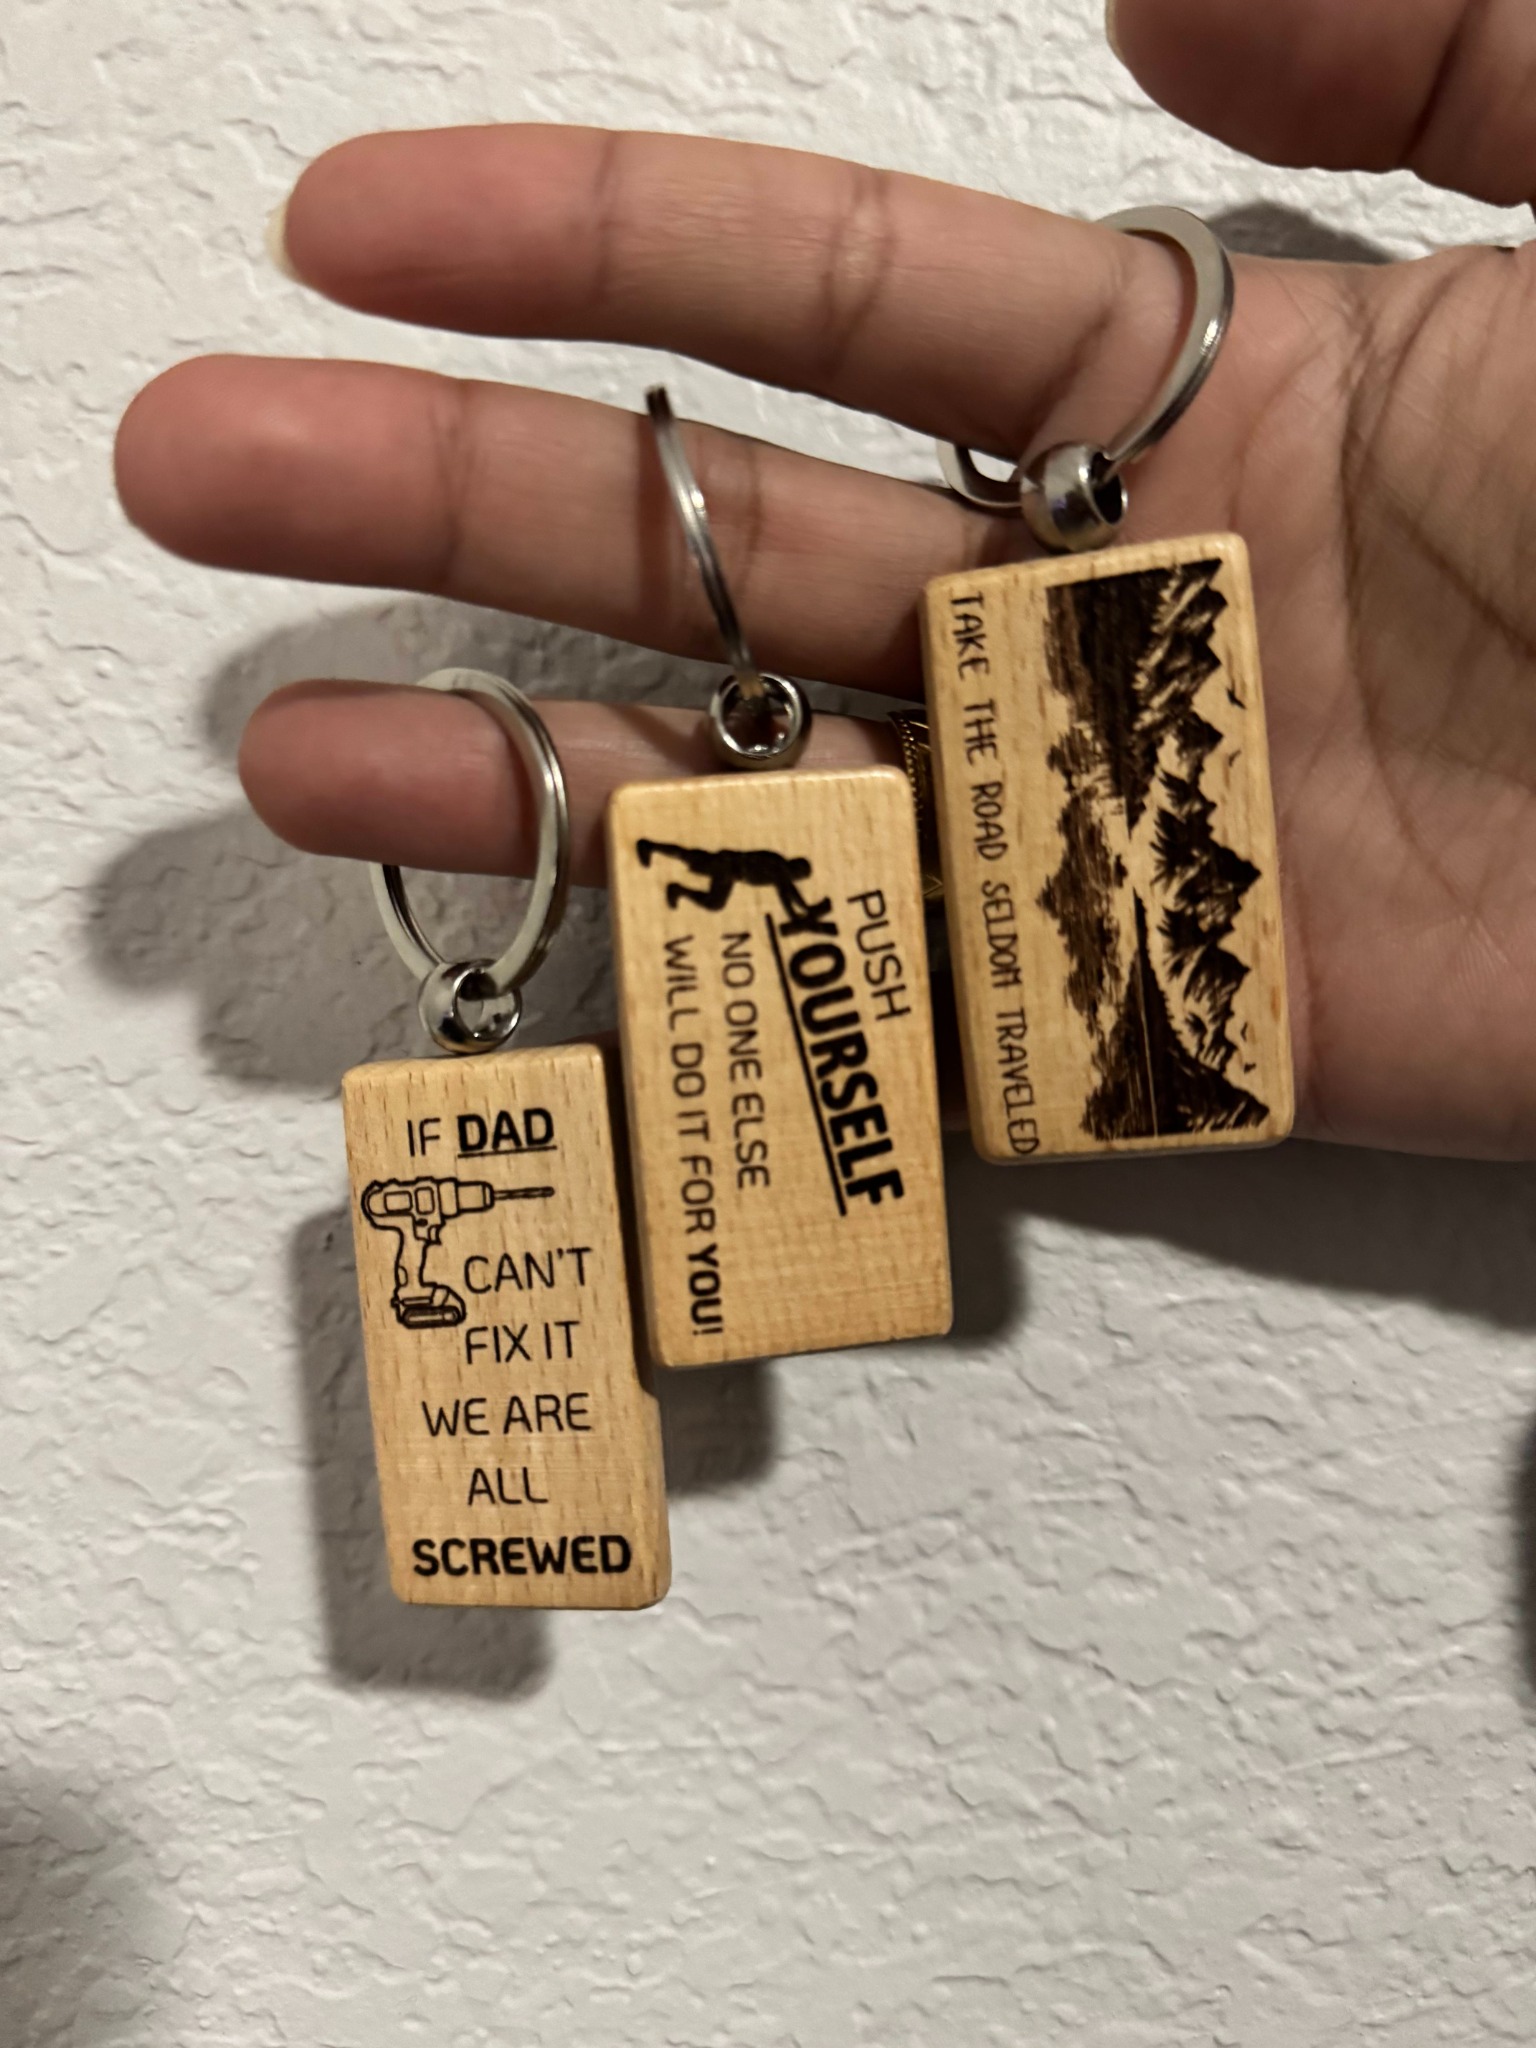 IF DAD
CAN'T
FIX IT
WE ARE
ALL
SCREWED
PUSH
YOURSELF
NO ONE ELSE
WILL DO IT FOR YOU!
TAKE THE ROAD SELDOM TRAVELED